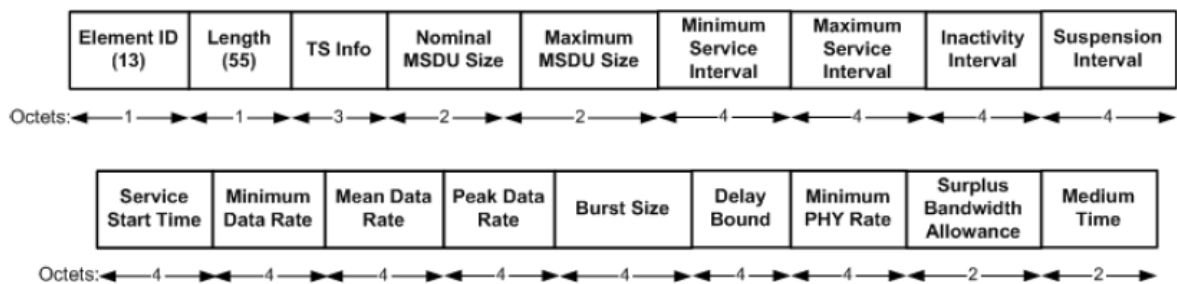 Element ID (13)
Length (55)
TS Info
Nominal MSDU Size
Maximum MSDU Size
Minimum Service Interval
Maximum Service Interval
Inactivity Interval
Suspension Interval
Octets: 1 1 3 2 2 4 4 4 4
Service Start Time
Minimum Data Rate
Mean Data Rate
Peak Data Rate
Burst Size
Delay Bound
Minimum PHY Rate
Surplus Bandwidth Allowance
Medium Time
Octets: 4 4 4 4 4 4 4 2 2